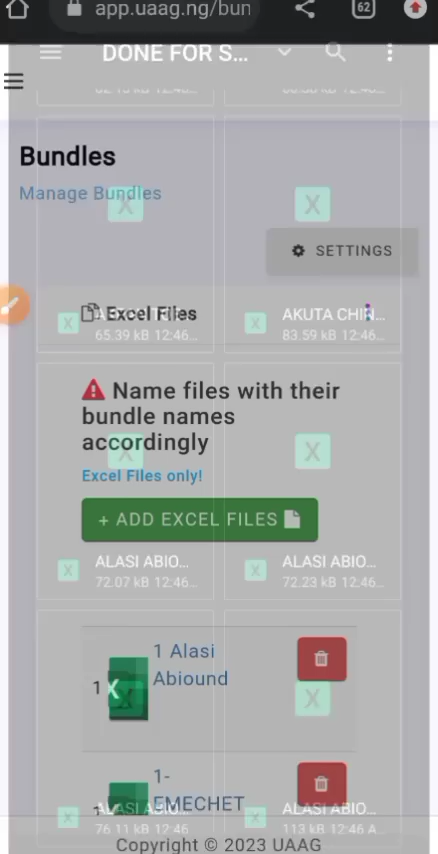 app.uaag.ng/bun
62
DONE FOR S...
Bundles
Manage Bundles
SETTINGS
Excel Files
65.39 kB 12:46...
AKUTA CHIN...
83.59 kB 12:46...
Name files with their
bundle names
accordingly
Excel Files only!
+ ADD EXCEL FILES
ALASI ABIO...
72.07 kB 12:46...
ALASI ABIO...
72.23 kB 12:46...
1
1 Alasi
Abiound
1-
EMECHET
ALASI ABIO...
76.11 kB 12:46
ALASI ABIO...
113 kB 12:46 A...
Copyright © 2023 UAAG